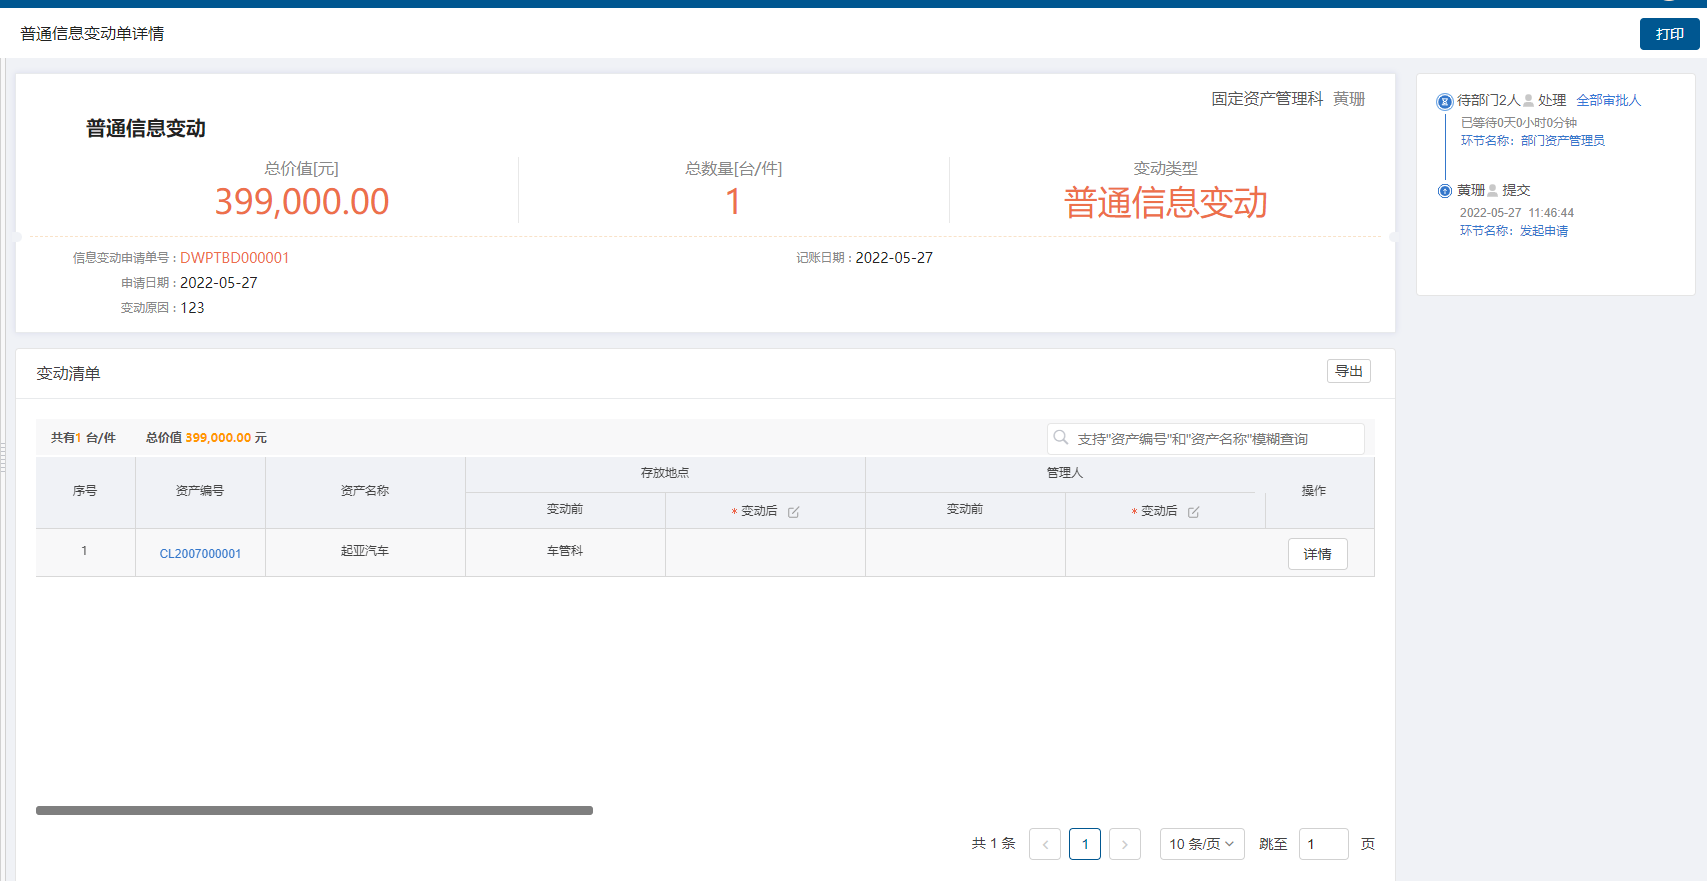 普通信息变动单详情
打印
固定资产管理科 黄珊
普通信息变动
总价值[元]
399,000.00
总数量[台/件]
1
变动类型
普通信息变动
信息变动申请单号 : DWPTBD000001
记账日期 : 2022-05-27
申请日期 : 2022-05-27
变动原因 : 123
待部门2人 处理 全部审批人
已等待0天0小时0分钟
环节名称：部门资产管理员
黄珊 提交
2022-05-27 11:46:44
环节名称：发起申请
变动清单
导出
共有1 台/件 总价值 399,000.00 元
支持"资产编号"和"资产名称"模糊查询
序号 资产编号 资产名称 存放地点 管理人 操作
变动前 * 变动后 变动前 * 变动后
1 CL2007000001 起亚汽车 车管科 详情
共 1 条 < 1 > 10 条/页 跳至 1 页